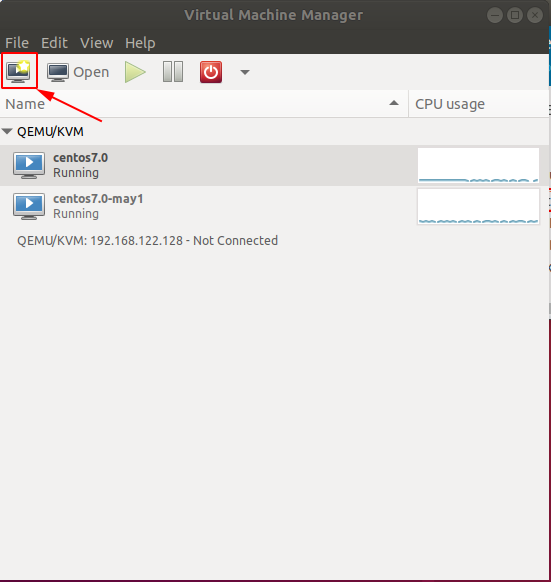 Virtual Machine Manager
File Edit View Help
Open
Name CPU usage
QEMU/KVM
centos7.0
Running
centos7.0-may1
Running
QEMU/KVM: 192.168.122.128 - Not Connected